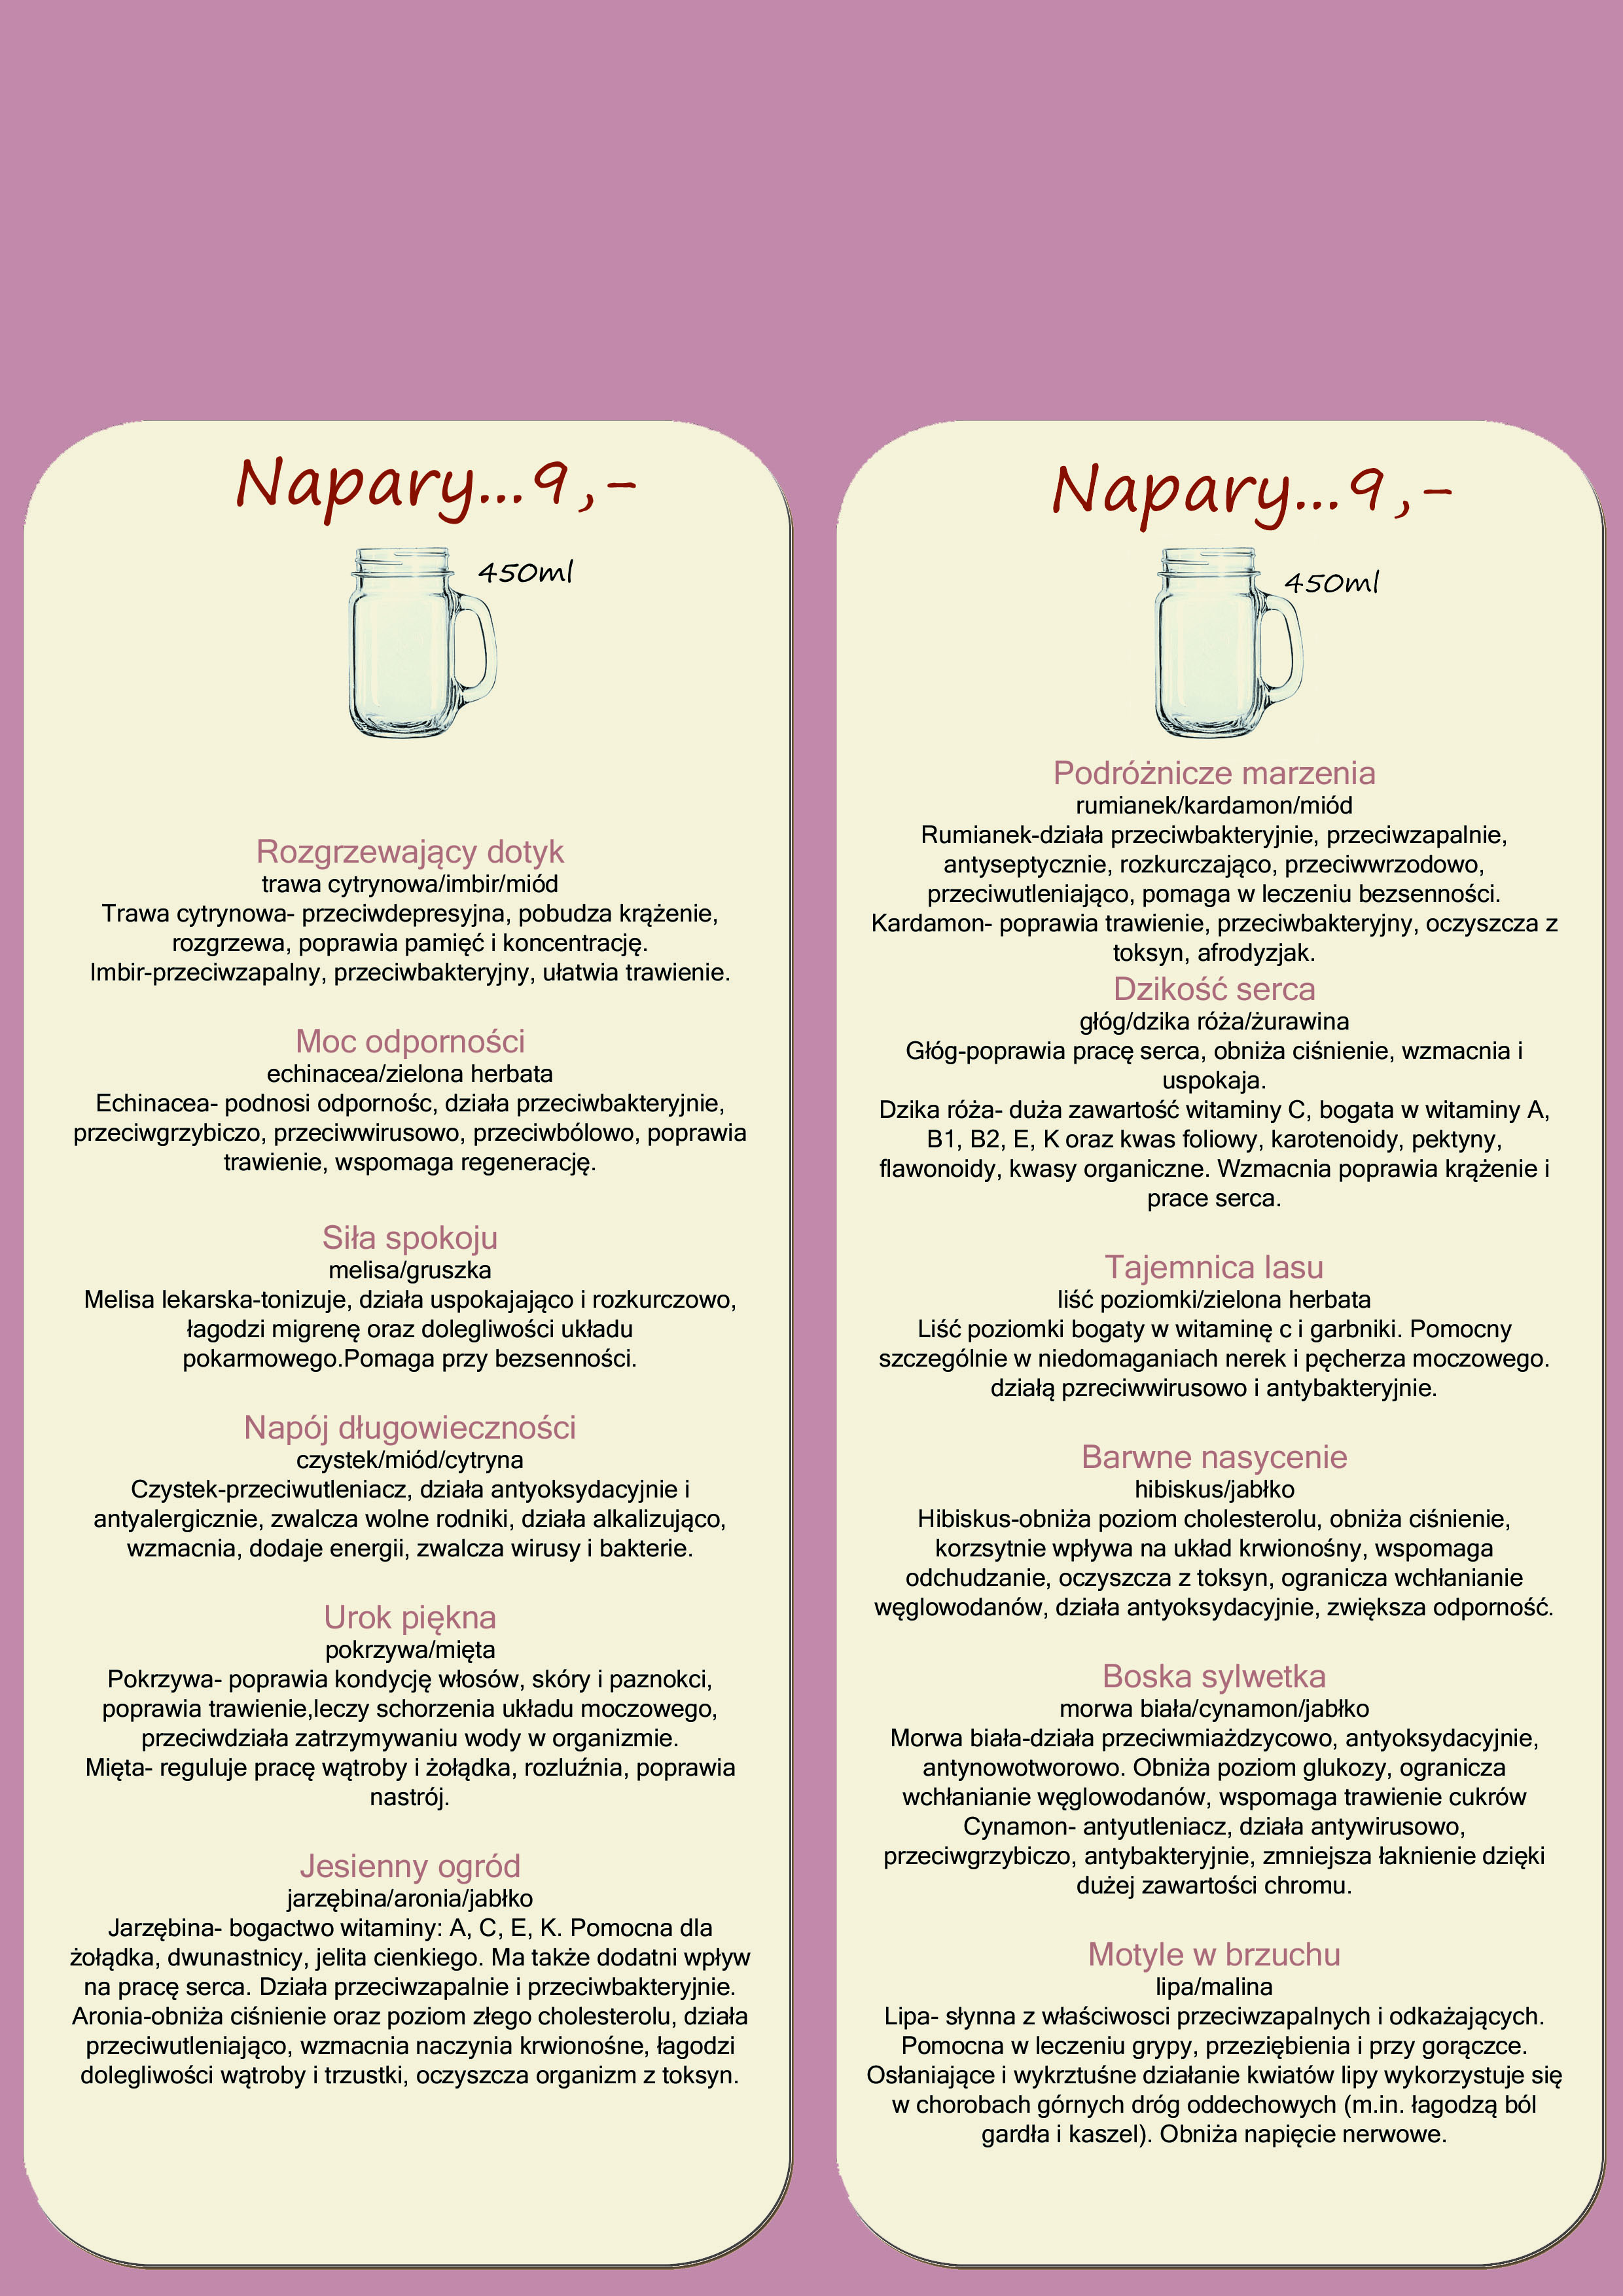 Napary...9,-
450ml
Rozgrzewający dotyk
trawa cytrynowa/imbir/miód
Trawa cytrynowa- przeciwdepresyjna, pobudza krążenie,
rozgrzewa, poprawia pamięć i koncentrację.
Imbir-przeciwzapalny, przeciwbakteryjny, ułatwia trawienie.
Moc odporności
echinacea/zielona herbata
Echinacea- podnosi odpornośc, działa przeciwbakteryjnie,
przeciwgrzybiczo, przeciwwirusowo, przeciwbólowo, poprawia
trawienie, wspomaga regenerację.
Siła spokoju
melisa/gruszka
Melisa lekarska-tonizuje, działa uspokajająco i rozkurczowo,
łagodzi migrenę oraz dolegliwości układu
pokarmowego.Pomaga przy bezsenności.
Napój długowieczności
czystek/miód/cytryna
Czystek-przeciwutleniacz, działa antyoksydacyjnie i
antyalergicznie, zwalcza wolne rodniki, działa alkalizująco,
wzmacnia, dodaje energii, zwalcza wirusy i bakterie.
Urok piękna
pokrzywa/mięta
Pokrzywa- poprawia kondycję włosów, skóry i paznokci,
poprawia trawienie,leczy schorzenia układu moczowego,
przeciwdziała zatrzymywaniu wody w organizmie.
Mięta- reguluje pracę wątroby i żołądka, rozluźnia, poprawia
nastrój.
Jesienny ogród
jarzębina/aronia/jabłko
Jarzębina- bogactwo witaminy: A, C, E, K. Pomocna dla
żołądka, dwunastnicy, jelita cienkiego. Ma także dodatni wpływ
na pracę serca. Działa przeciwzapalnie i przeciwbakteryjnie.
Aronia-obniża ciśnienie oraz poziom złego cholesterolu, działa
przeciwutleniająco, wzmacnia naczynia krwionośne, łagodzi
dolegliwości wątroby i trzustki, oczyszcza organizm z toksyn.
Napary...9,-
450ml
Podróżnicze marzenia
rumianek/kardamon/miód
Rumianek-działa przeciwbakteryjnie, przeciwzapalnie,
antyseptycznie, rozkurczająco, przeciwwrzodowo,
przeciwutleniająco, pomaga w leczeniu bezsenności.
Kardamon- poprawia trawienie, przeciwbakteryjny, oczyszcza z
toksyn, afrodyzjak.
Dzikość serca
głóg/dzika róża/żurawina
Głóg-poprawia pracę serca, obniża ciśnienie, wzmacnia i
uspokaja.
Dzika róża- duża zawartość witaminy C, bogata w witaminy A,
B1, B2, E, K oraz kwas foliowy, karotenoidy, pektyny,
flawonoidy, kwasy organiczne. Wzmacnia poprawia krążenie i
prace serca.
Tajemnica lasu
liść poziomki/zielona herbata
Liść poziomki bogaty w witaminę c i garbniki. Pomocny
szczególnie w niedomaganiach nerek i pęcherza moczowego.
działą pzreciwwirusowo i antybakteryjnie.
Barwne nasycenie
hibiskus/jabłko
Hibiskus-obniża poziom cholesterolu, obniża ciśnienie,
korzsytnie wpływa na układ krwionośny, wspomaga
odchudzanie, oczyszcza z toksyn, ogranicza wchłanianie
węglowodanów, działa antyoksydacyjnie, zwiększa odporność.
Boska sylwetka
morwa biała/cynamon/jabłko
Morwa biała-działa przeciwmiażdzycowo, antyoksydacyjnie,
antynowotworowo. Obniża poziom glukozy, ogranicza
wchłanianie węglowodanów, wspomaga trawienie cukrów
Cynamon- antyutleniacz, działa antywirusowo,
przeciwgrzybiczo, antybakteryjnie, zmniejsza łaknienie dzięki
dużej zawartości chromu.
Motyle w brzuchu
lipa/malina
Lipa- słynna z właściwosci przeciwzapalnych i odkażających.
Pomocna w leczeniu grypy, przeziębienia i przy gorączce.
Osłaniające i wykrztuśne działanie kwiatów lipy wykorzystuje się
w chorobach górnych dróg oddechowych (m.in. łagodzą ból
gardła i kaszel). Obniża napięcie nerwowe.